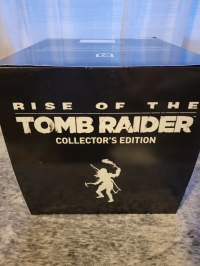 RISE OF THE
TOMB RAIDER
COLLECTOR'S EDITION